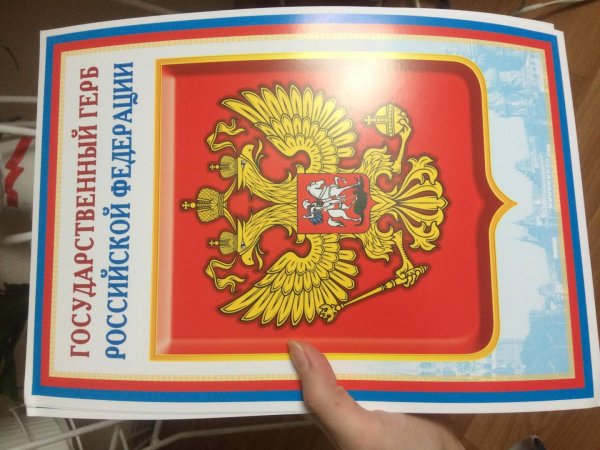 ГОСУДАРСТВЕННЫЙ ГЕРБ
РОССИЙСКОЙ ФЕДЕРАЦИИ